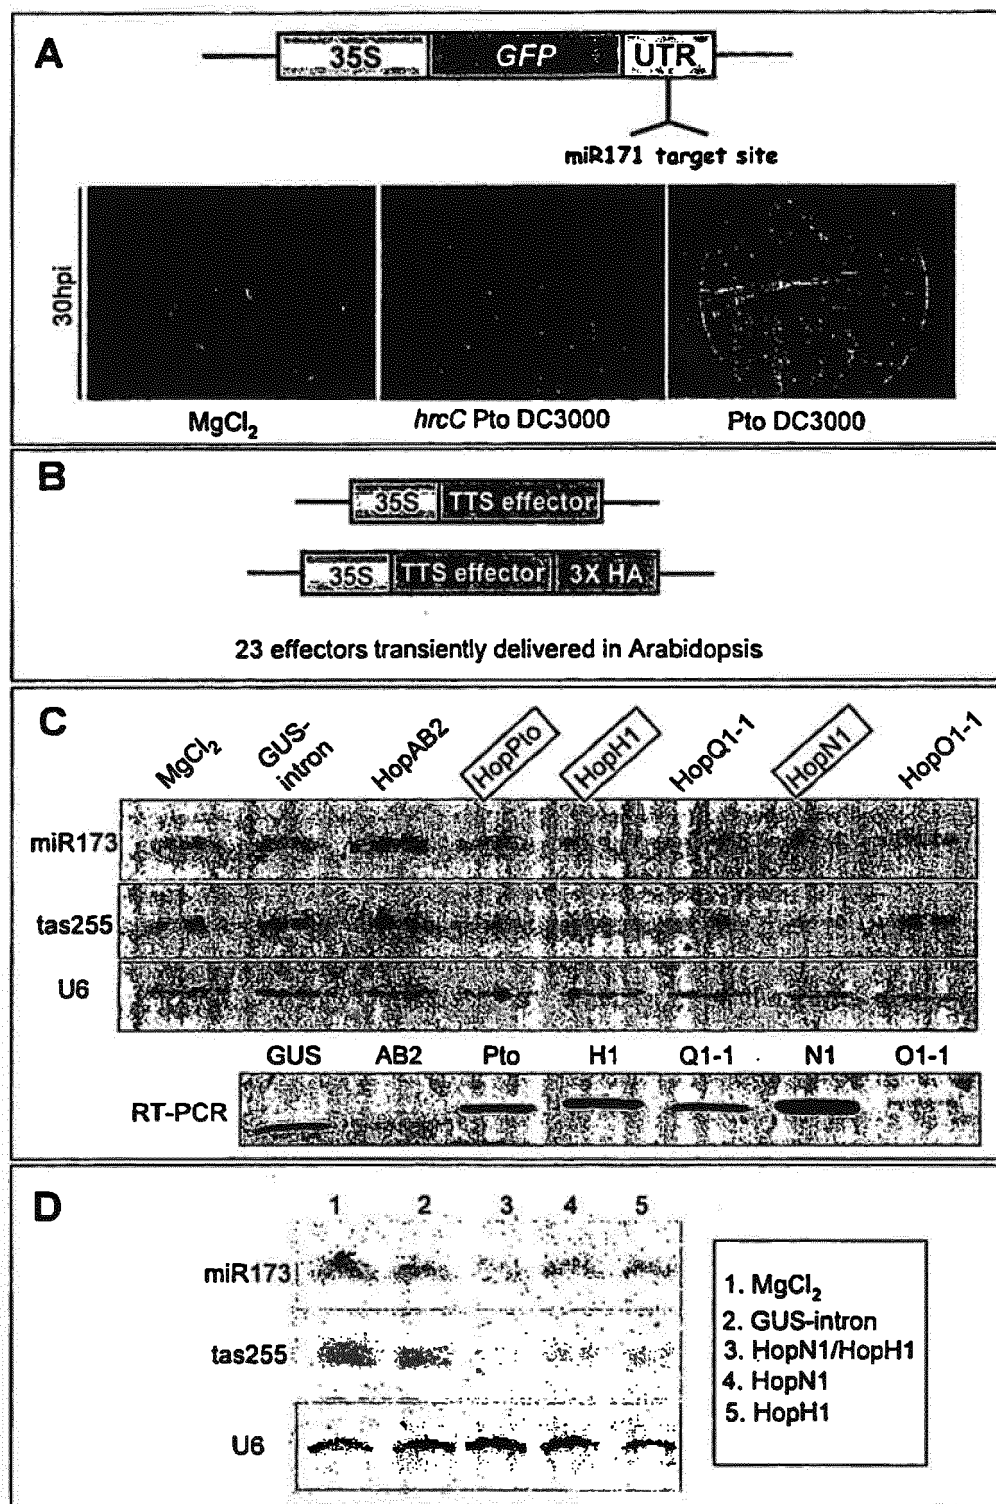 A
35S GFP UTR
miR171 target site
30hpi
MgCl₂ hrcC Pto DC3000 Pto DC3000
B
35S TTS effector
35S TTS effector 3X HA
23 effectors transiently delivered in Arabidopsis
C
MgCl₂ GUS-intron HopAB2 HopPto HopH1 HopQ1-1 HopN1 HopO1-1
miR173
tas255
U6
GUS AB2 Pto H1 Q1-1 N1 O1-1
RT-PCR
D
1 2 3 4 5
miR173
tas255
U6
1. MgCl₂
2. GUS-intron
3. HopN1/HopH1
4. HopN1
5. HopH1